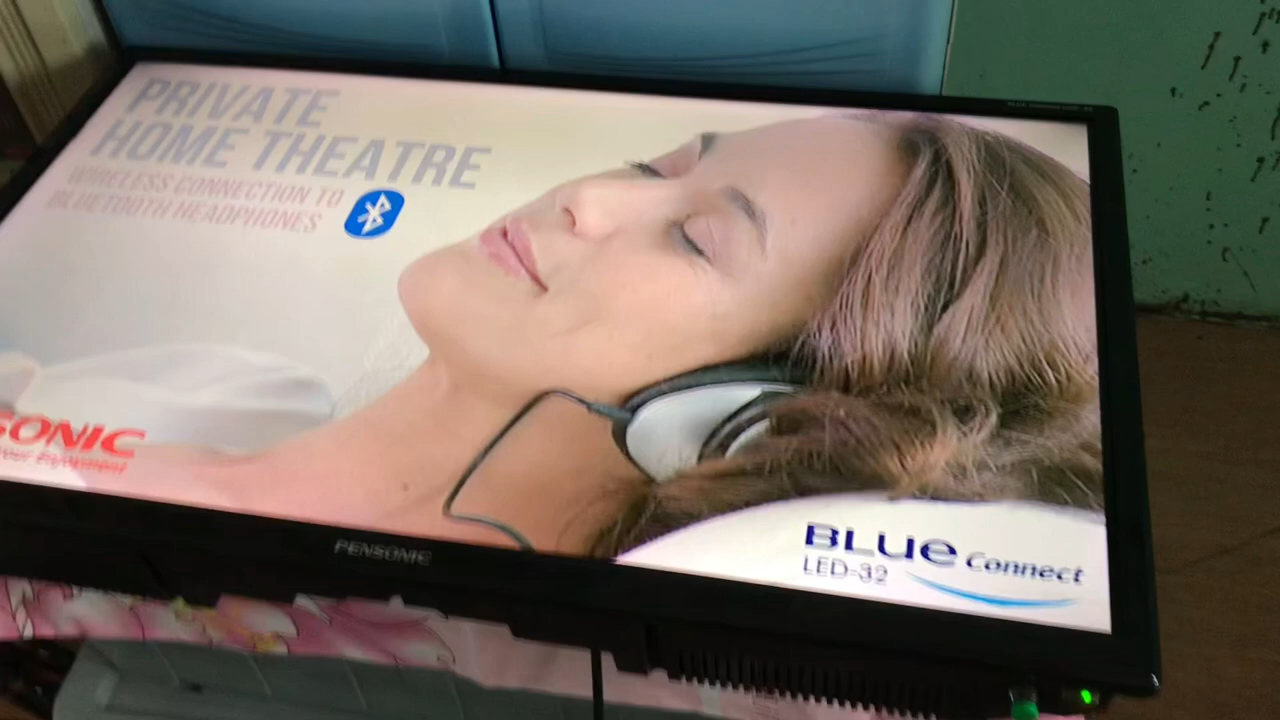 PRIVATE
HOME THEATRE
WIRELESS CONNECTION TO
BLUETOOTH HEADPHONES
SONIC
PENSONIC
BLUe Connect
LED-32